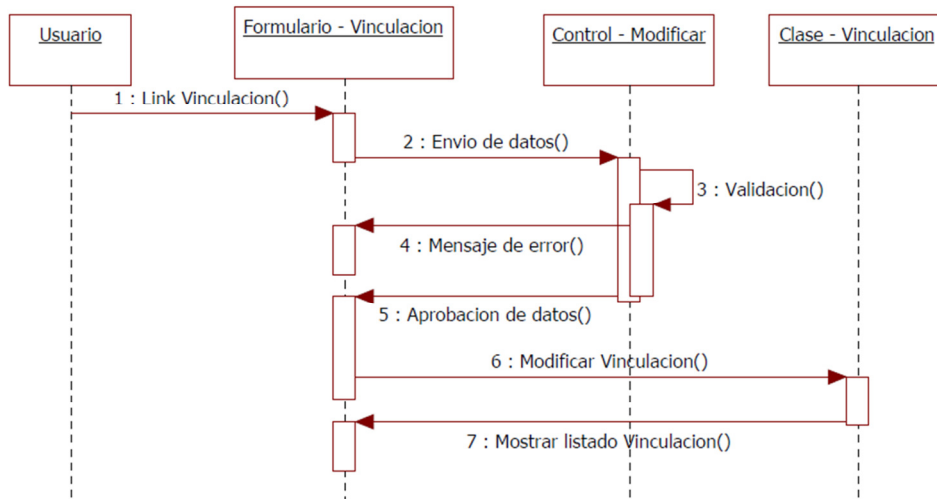 Usuario
Formulario - Vinculacion
Control - Modificar
Clase - Vinculacion
1 : Link Vinculacion()
2 : Envio de datos()
3 : Validacion()
4 : Mensaje de error()
5 : Aprobacion de datos()
6 : Modificar Vinculacion()
7 : Mostrar listado Vinculacion()